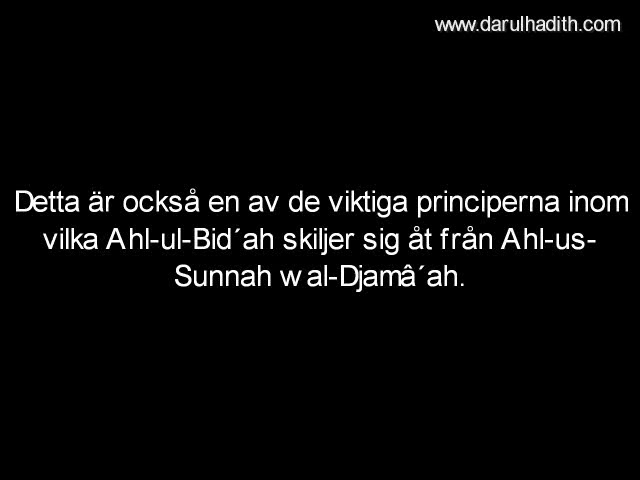 www.darulhadith.com
Detta är också en av de viktiga principerna inom
vilka Ahl-ul-Bid´ah skiljer sig åt från Ahl-us-
Sunnah wal-Djamâ´ah.